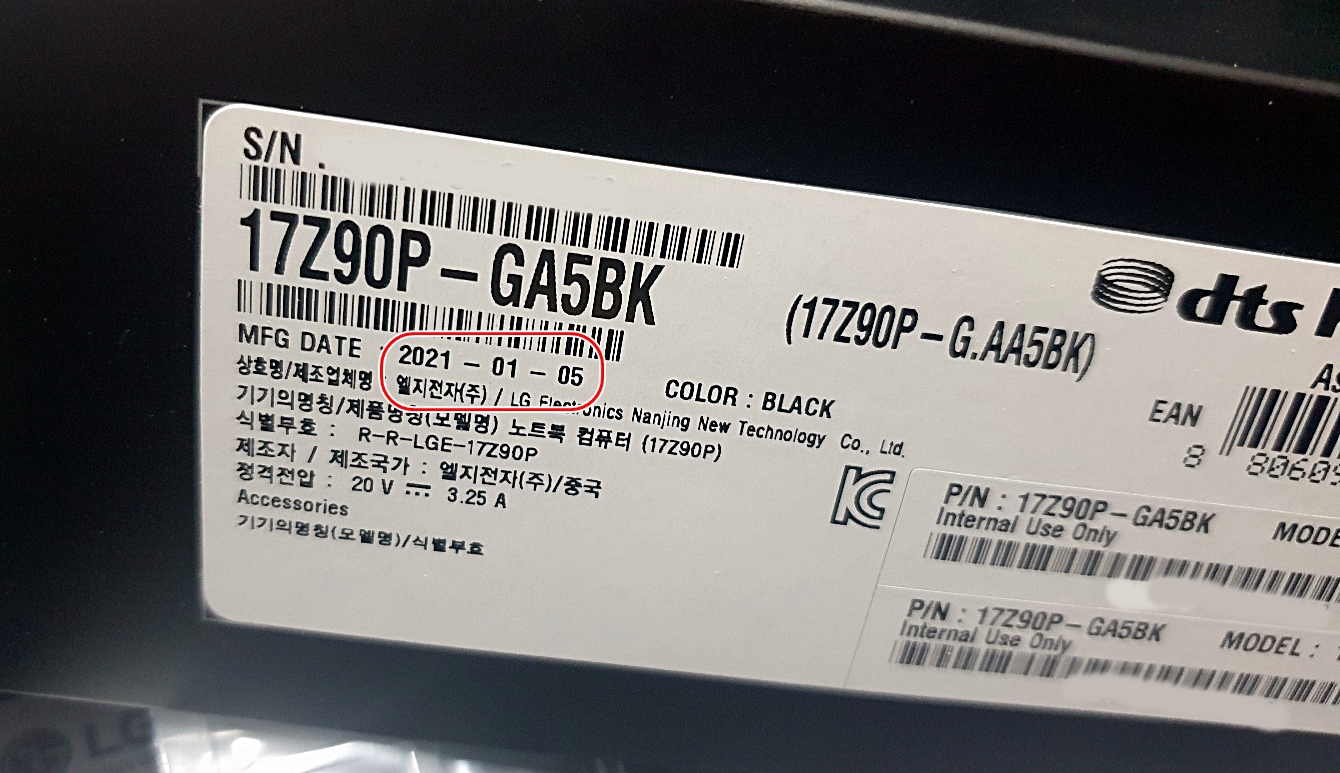 S/N .
17Z90P-GA5BK
(17Z90P-G.AA5BK)
dts
MFG DATE : 2021 - 01 - 05
COLOR : BLACK
상호명/제조업체명 : 엘지전자(주) / LG Electronics Nanjing New Technology Co., Ltd.
기기의명칭/제품명칭(모델명) 노트북 컴퓨터 (17Z90P)
식별부호 : R-R-LGE-17Z90P
제조자 / 제조국가 : 엘지전자(주)/중국
정격전압 : 20 V 3.25 A
Accessories
기기의명칭(모델명)/식별부호
EAN
8
P/N : 17Z90P-GA5BK
Internal Use Only
P/N : 17Z90P-GA5BK MODEL :
Internal Use Only
LG